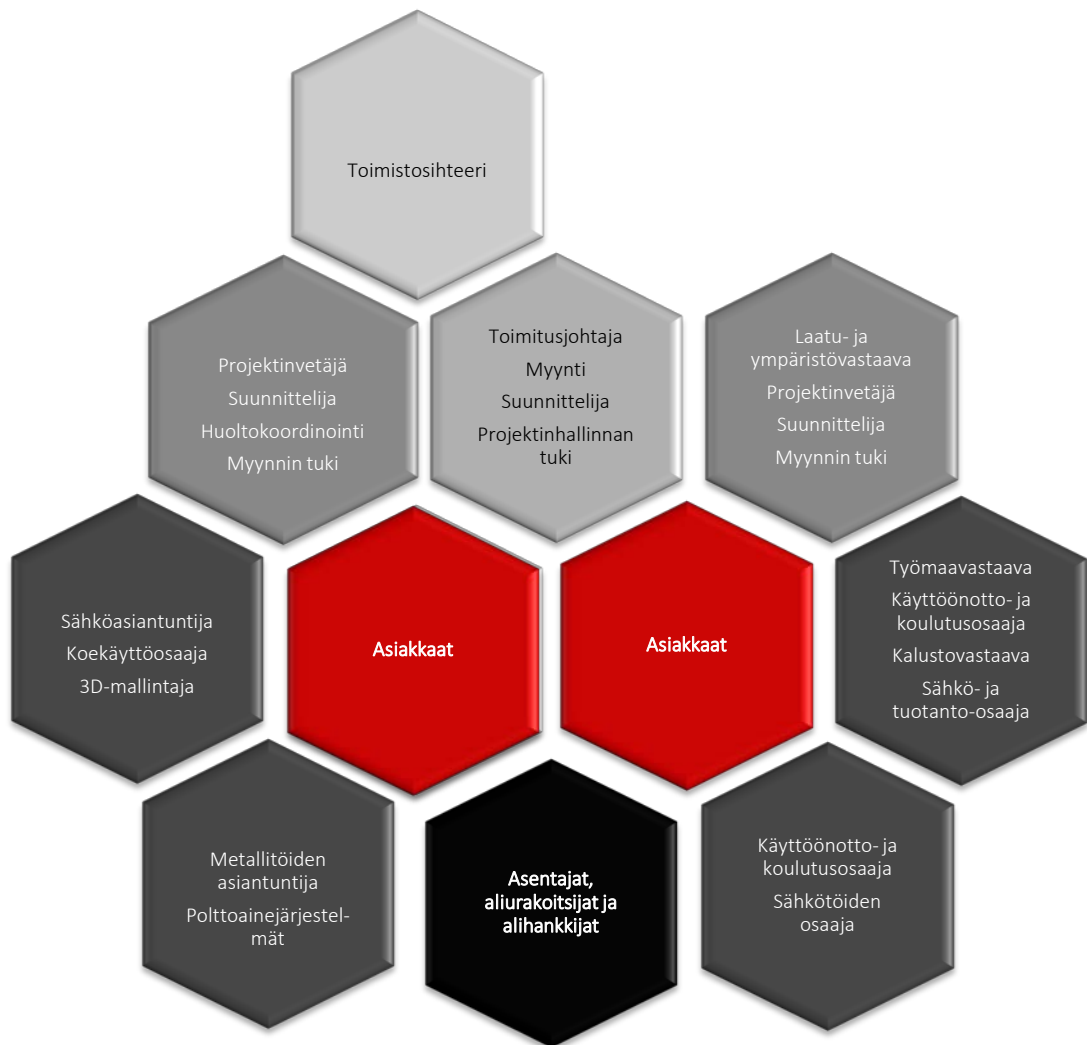 Toimistosihteeri
Projektinvetäjä
Suunnittelija
Huoltokoordinointi
Myynnin tuki
Toimitusjohtaja
Myynti
Suunnittelija
Projektinhallinnan
tuki
Laatu- ja
ympäristövastaava
Projektinvetäjä
Suunnittelija
Myynnin tuki
Sähköasiantuntija
Koekäyttöosaaja
3D-mallintaja
Asiakkaat
Asiakkaat
Työmaavastaava
Käyttöönotto- ja
koulutusosaaja
Kalustovastaava
Sähkö- ja
tuotanto-osaaja
Metallitöiden
asiantuntija
Polttoainejärjestel-
mät
Asentajat,
aliurakoitsijat ja
alihankkijat
Käyttöönotto- ja
koulutusosaaja
Sähkötöiden
osaaja